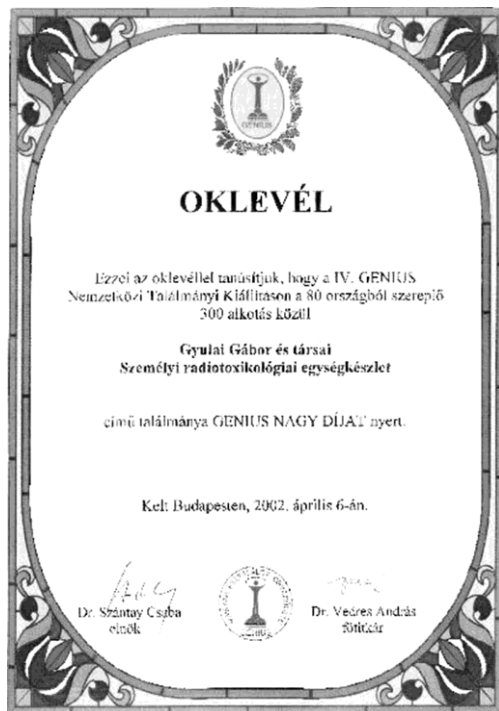 GENIUS
OKLEVÉL
Ezzel az oklevéllel tanúsítjuk, hogy a IV. GENIUS
Nemzetközi Találmányi Kiállításon a 80 országból szereplő
300 alkotás közül
Gyulai Gábor és társai
Személyi radiotoxikológiai egységkészlet
című találmánya GENIUS NAGY DÍJAT nyert.
Kelt Budapesten, 2002. április 6-án.
Dr. Szántay Csaba
elnök
GENIUS
Dr. Vedres András
főtitkár